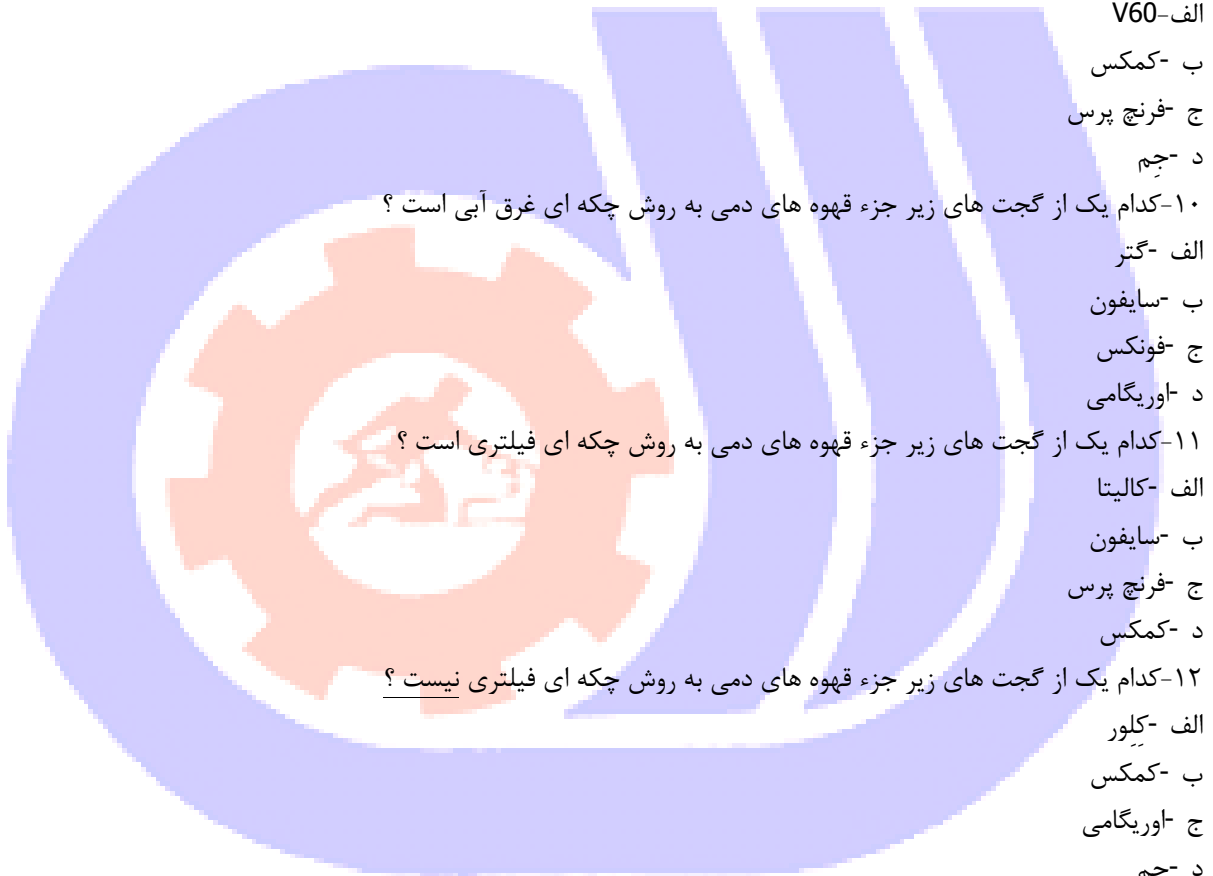 الف-V60
ب -کمکس
ج -فرنچ پرس
د -جِم
۱۰-کدام یک از گجت های زیر جزء قهوه های دمی به روش چکه ای غرق آبی است ؟
الف -گتر
ب -سایفون
ج -فونکس
د -اوریگامی
۱۱-کدام یک از گجت های زیر جزء قهوه های دمی به روش چکه ای فیلتری است ؟
الف -کالیتا
ب -سایفون
ج -فرنچ پرس
د -کمکس
۱۲-کدام یک از گجت های زیر جزء قهوه های دمی به روش چکه ای فیلتری نیست ؟
الف -کِلِور
ب -کمکس
ج -اوریگامی
د -جم